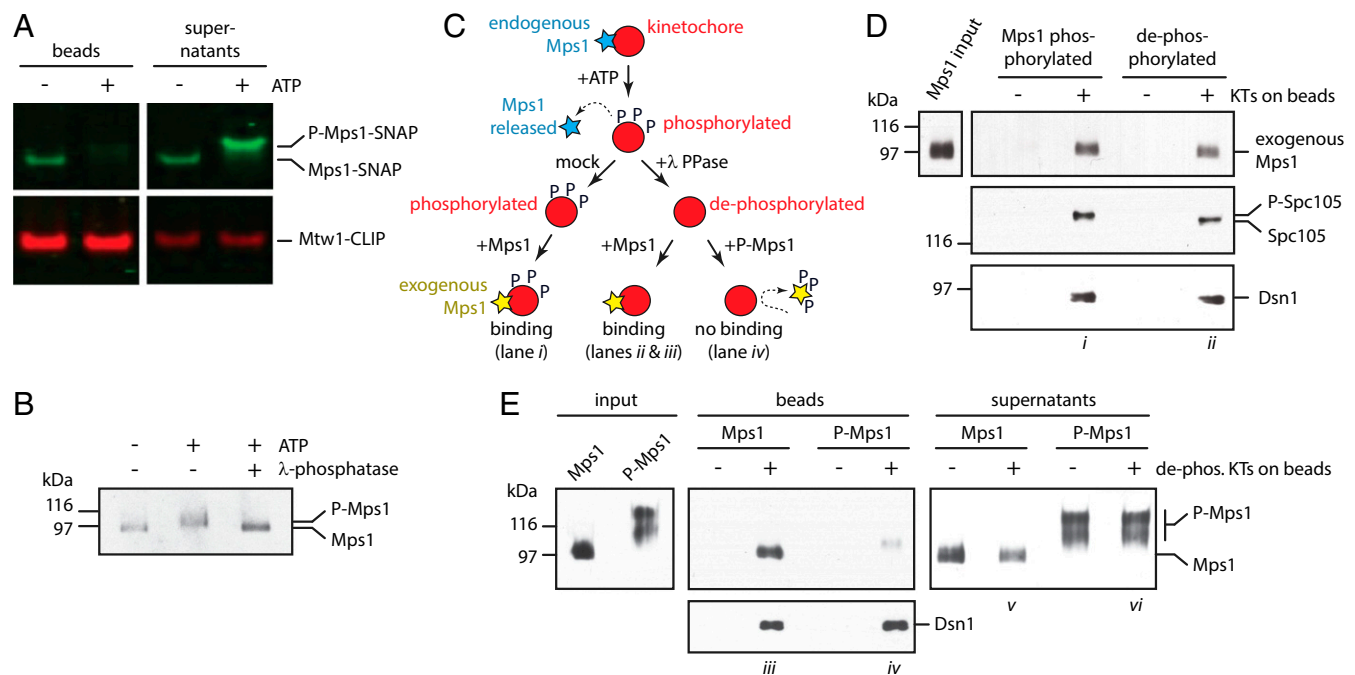 A
beads
super-
natants
- + - + ATP
P-Mps1-SNAP
Mps1-SNAP
Mtw1-CLIP
B
- + + ATP
- - + λ-phosphatase
kDa
116
97
P-Mps1
Mps1
C
endogenous
Mps1
kinetochore
+ATP
Mps1
released
P P P
phosphorylated
mock
+λ PPase
P P P
phosphorylated
de-phosphorylated
+Mps1
+Mps1
+P-Mps1
exogenous
Mps1
P P P
P P P
binding
(lane i)
binding
(lanes ii & iii)
no binding
(lane iv)
D
Mps1 input
Mps1 phos-
phorylated
de-phos-
phorylated
- + - + KTs on beads
kDa
116
97
exogenous
Mps1
P-Spc105
Spc105
116
97
Dsn1
i ii
E
input
beads
supernatants
Mps1 P-Mps1
Mps1 P-Mps1
Mps1 P-Mps1
- + - + - + - + de-phos. KTs on beads
kDa
116
97
P-Mps1
Mps1
v vi
Dsn1
iii iv